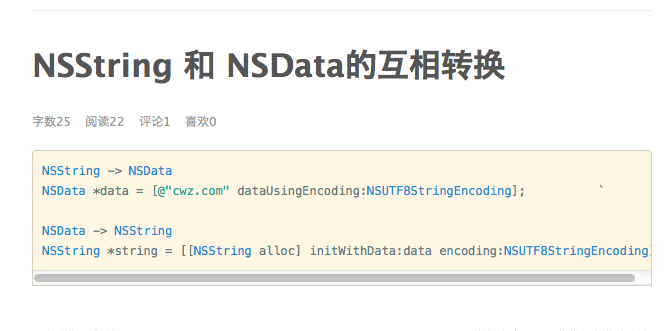 NSString 和 NSData的互相转换
字数25 阅读22 评论1 喜欢0
NSString -> NSData
NSData *data = [@"cwz.com" dataUsingEncoding:NSUTF8StringEncoding]; `
NSData -> NSString
NSString *string = [[NSString alloc] initWithData:data encoding:NSUTF8StringEncoding]